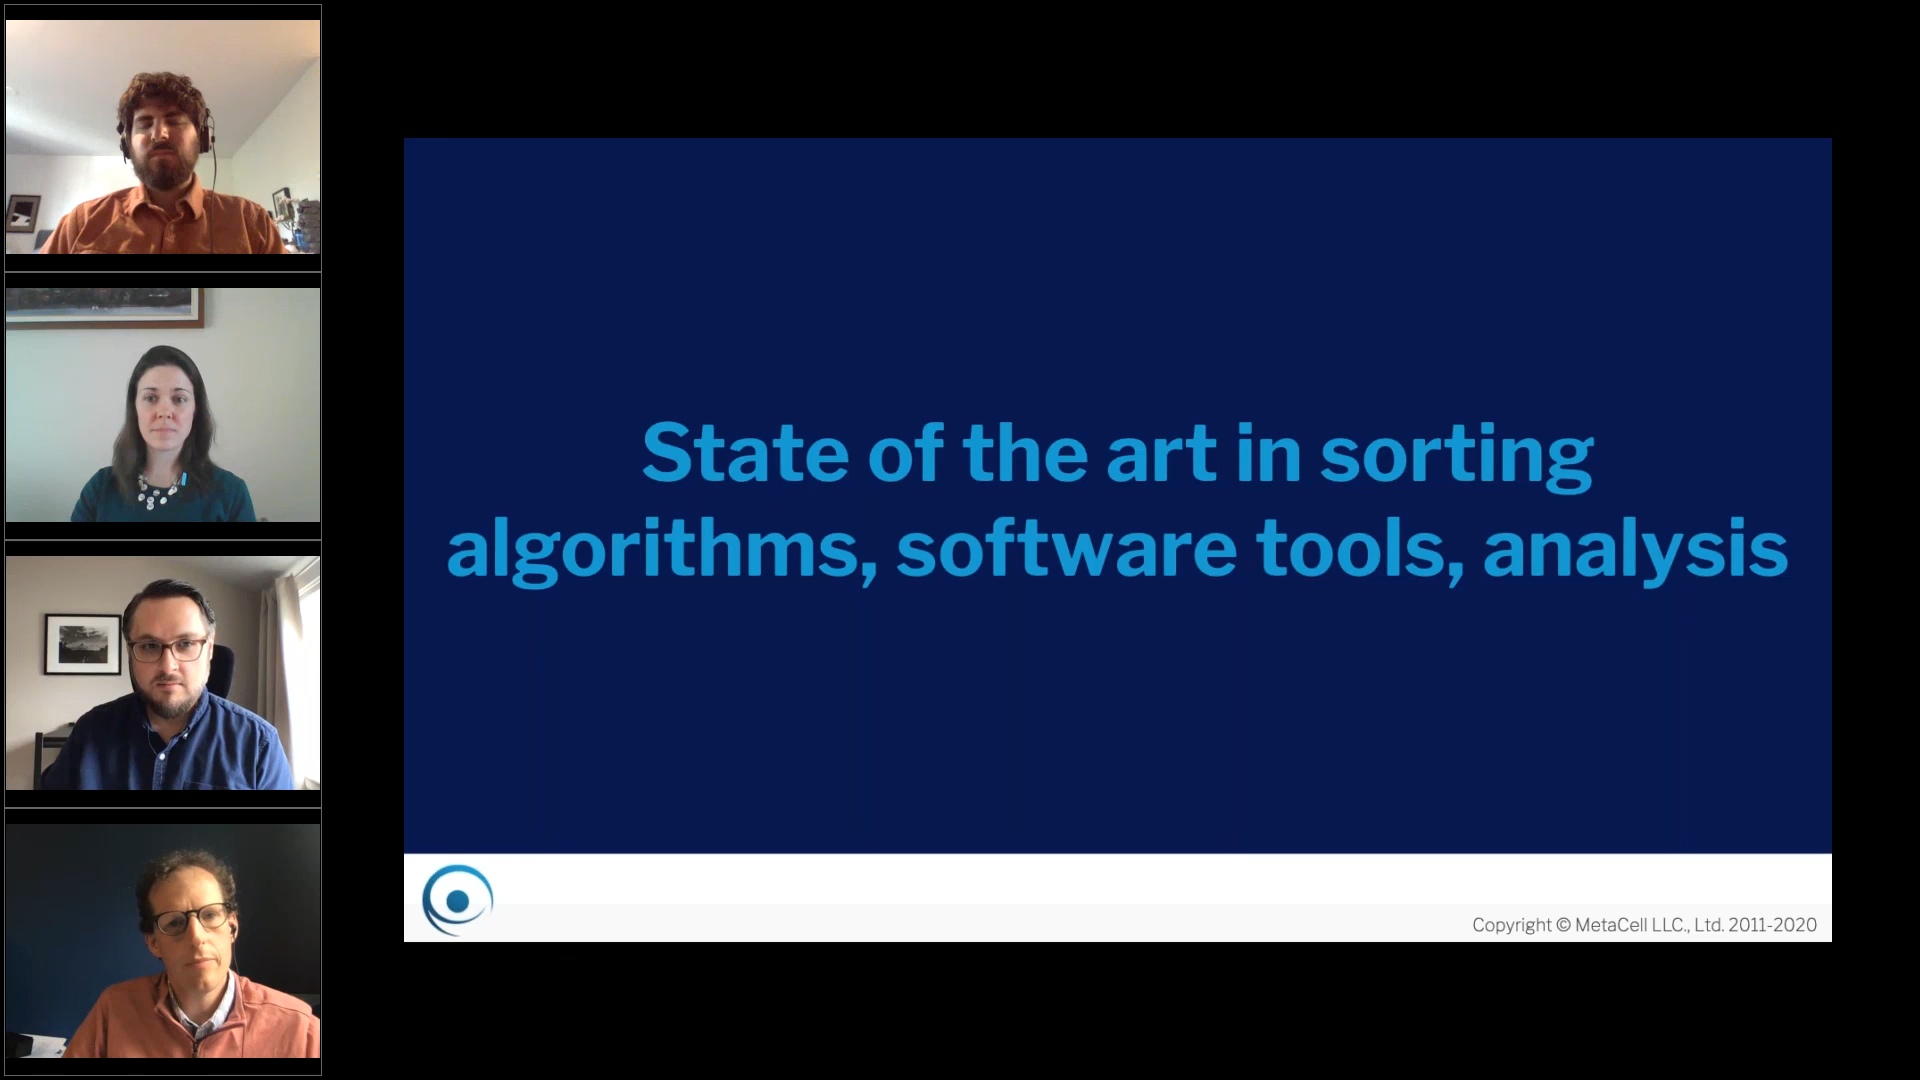 State of the art in sorting
algorithms, software tools, analysis
Copyright © MetaCell LLC., Ltd. 2011-2020